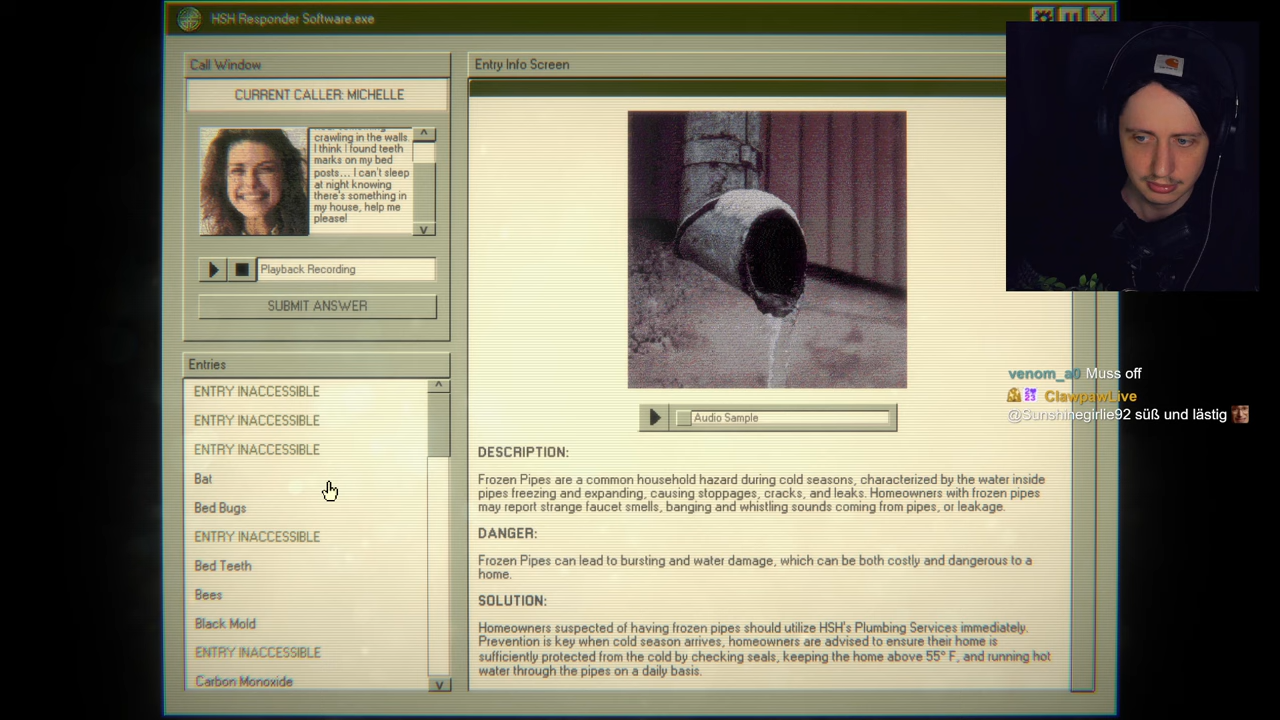 HSH Responder Software.exe
Call Window
CURRENT CALLER: MICHELLE
crawling in the walls.
I think I found teeth
marks on my bed
posts... I can't sleep
at night knowing
there's something in
my house, help me
please!
Playback Recording
SUBMIT ANSWER
Entries
ENTRY INACCESSIBLE
ENTRY INACCESSIBLE
ENTRY INACCESSIBLE
Bat
Bed Bugs
ENTRY INACCESSIBLE
Bed Teeth
Bees
Black Mold
ENTRY INACCESSIBLE
Carbon Monoxide
Entry Info Screen
Audio Sample
DESCRIPTION:
Frozen Pipes are a common household hazard during cold seasons, characterized by the water inside
pipes freezing and expanding, causing stoppages, cracks, and leaks. Homeowners with frozen pipes
may report strange faucet smells, banging and whistling sounds coming from pipes, or leakage.
DANGER:
Frozen Pipes can lead to bursting and water damage, which can be both costly and dangerous to a
home.
SOLUTION:
Homeowners suspected of having frozen pipes should utilize HSH's Plumbing Services immediately.
Prevention is key when cold season arrives, homeowners are advised to ensure their home is
sufficiently protected from the cold by checking seals, keeping the home above 55° F, and running hot
water through the pipes on a daily basis.
venom_a0 Muss off
ClawpawLive
@Sunshinegirlie92 süß und lästig